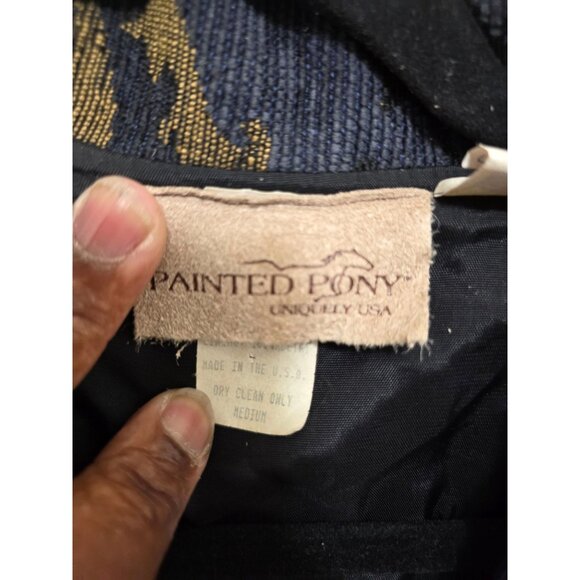 PAINTED PONY™
UNIQUELY USA
MADE IN THE U.S.A.
DRY CLEAN ONLY
MEDIUM